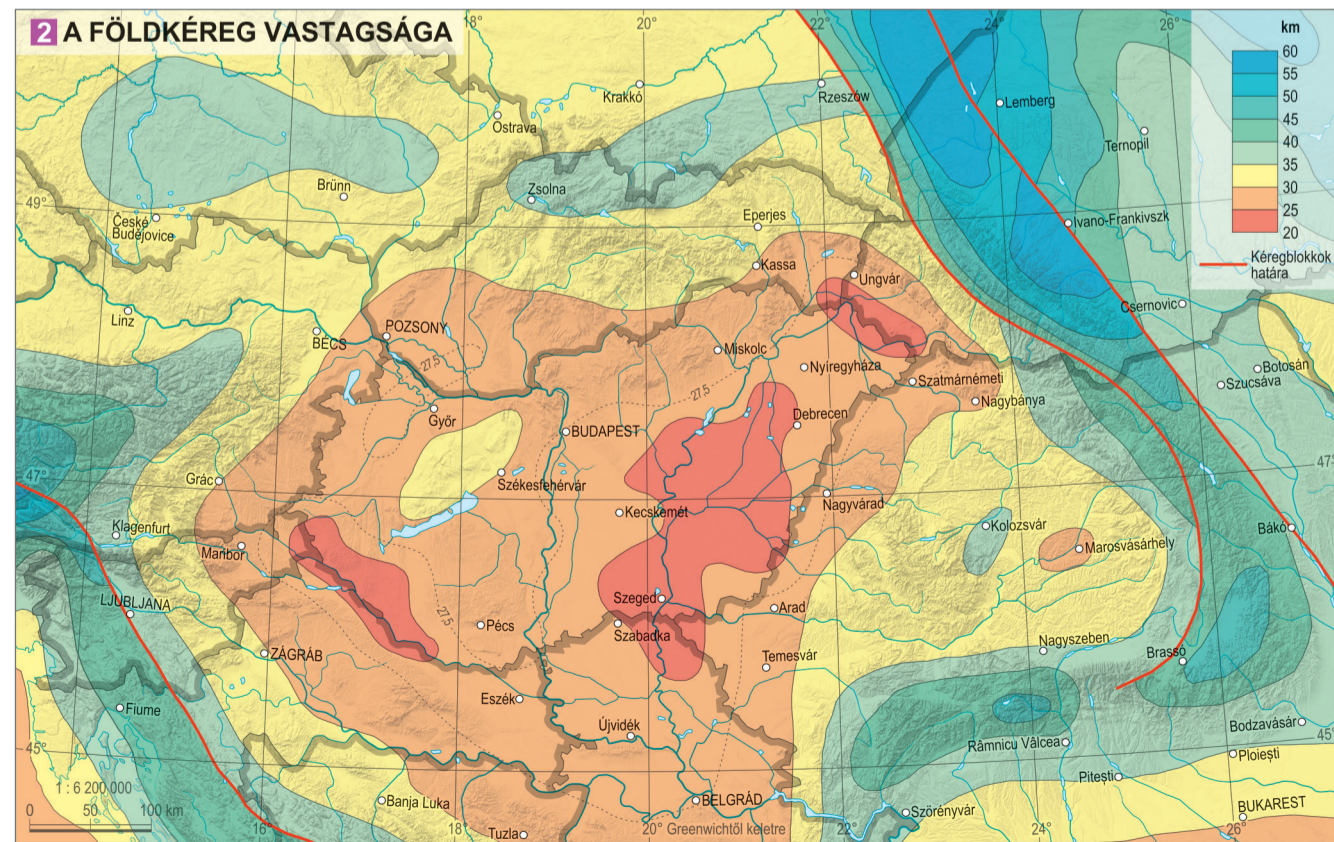 2 A FÖLDKÉREG VASTAGSÁGA
18°
20°
22°
24°
26°
km
60
55
50
45
40
35
30
25
20
Kéregblokkok
határa
Krakkó
Rzeszów
Lemberg
Ostrava
Ternopil
Brünn
Zsolna
49°
České
Budějovice
Eperjes
Ivano-Frankivszk
Kassa
Ungvár
Csernovic
Linz
BÉCS
POZSONY
27,5
Miskolc
Nyíregyháza
Szatmárnémeti
Botosán
Szucsáva
27,5
Nagybánya
Győr
Debrecen
BUDAPEST
47°
Grác
Székesfehérvár
47°
Nagyvárad
Kecskemét
Klagenfurt
Kolozsvár
Bákó
Maribor
Marosvásárhely
LJUBLJANA
Szeged
Arad
27,5
Pécs
Szabadka
ZÁGRÁB
Temesvár
Nagyszeben
Brassó
Eszék
Fiume
Újvidék
Bodzavásár
Râmnicu Vâlcea
45°
45°
Ploiești
Pitești
1 : 6 200 000
0 50 100 km
Banja Luka
BELGRÁD
Szörényvár
BUKAREST
Tuzla
16°
18°
20°
Greenwichtől keletre
22°
24°
26°